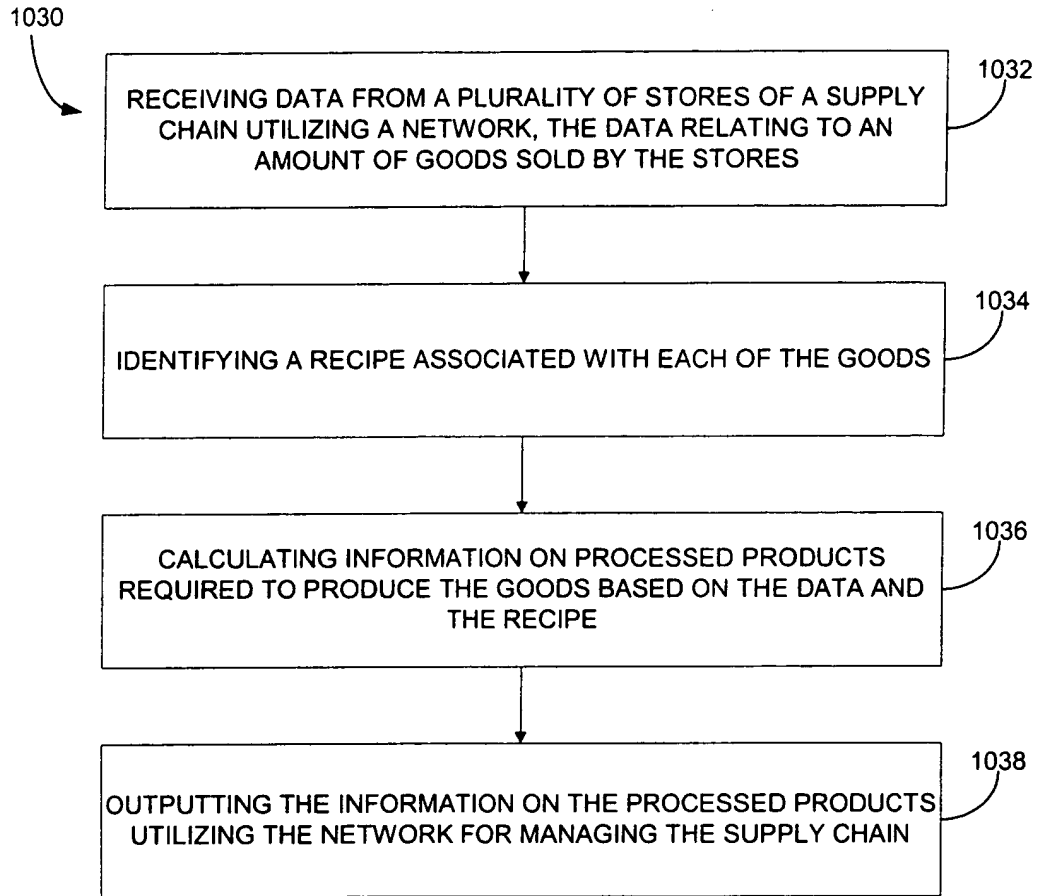 1030
1032
RECEIVING DATA FROM A PLURALITY OF STORES OF A SUPPLY
CHAIN UTILIZING A NETWORK, THE DATA RELATING TO AN
AMOUNT OF GOODS SOLD BY THE STORES
1034
IDENTIFYING A RECIPE ASSOCIATED WITH EACH OF THE GOODS
1036
CALCULATING INFORMATION ON PROCESSED PRODUCTS
REQUIRED TO PRODUCE THE GOODS BASED ON THE DATA AND
THE RECIPE
1038
OUTPUTTING THE INFORMATION ON THE PROCESSED PRODUCTS
UTILIZING THE NETWORK FOR MANAGING THE SUPPLY CHAIN